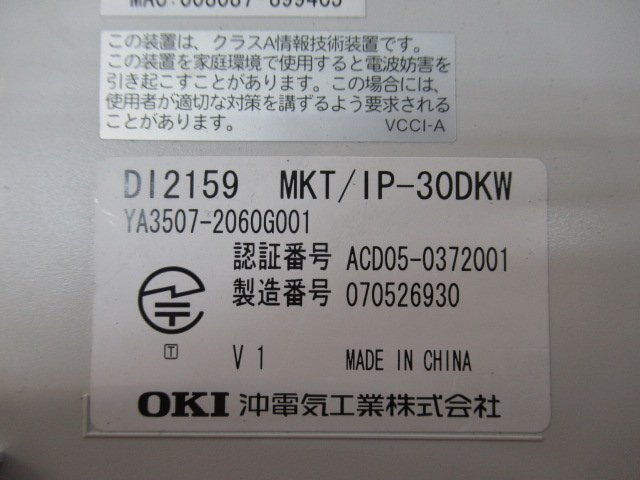 この装置は、クラスA情報技術装置です。
この装置を家庭環境で使用すると電波妨害を
引き起こすことがあります。この場合には、
使用者が適切な対策を講ずるよう要求される
ことがあります。 VCCI-A
DI2159 MKT/IP-30DKW
YA3507-2060G001
認証番号 ACD05-0372001
製造番号 070526930
T V1 MADE IN CHINA
OKI 沖電気工業株式会社